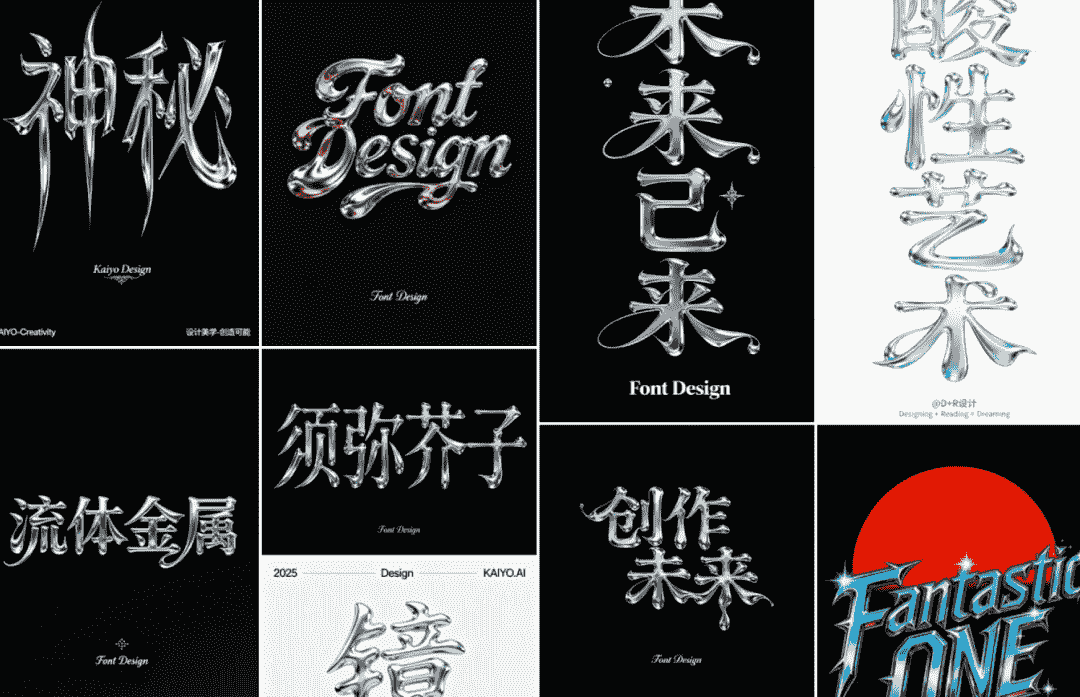 神秘
Kaiyo Design
AIYO-Creativity
设计美学·创造可能
Font
Design
Font Design
未
来
已
来
Font Design
酸
性
艺
术
@D+R设计
Designing + Reading = Dreaming
流体金属
Font Design
须弥芥子
Font Design
2025 Design KAIYO.AI
创作
未来
Font Design
Fantastic
ONE